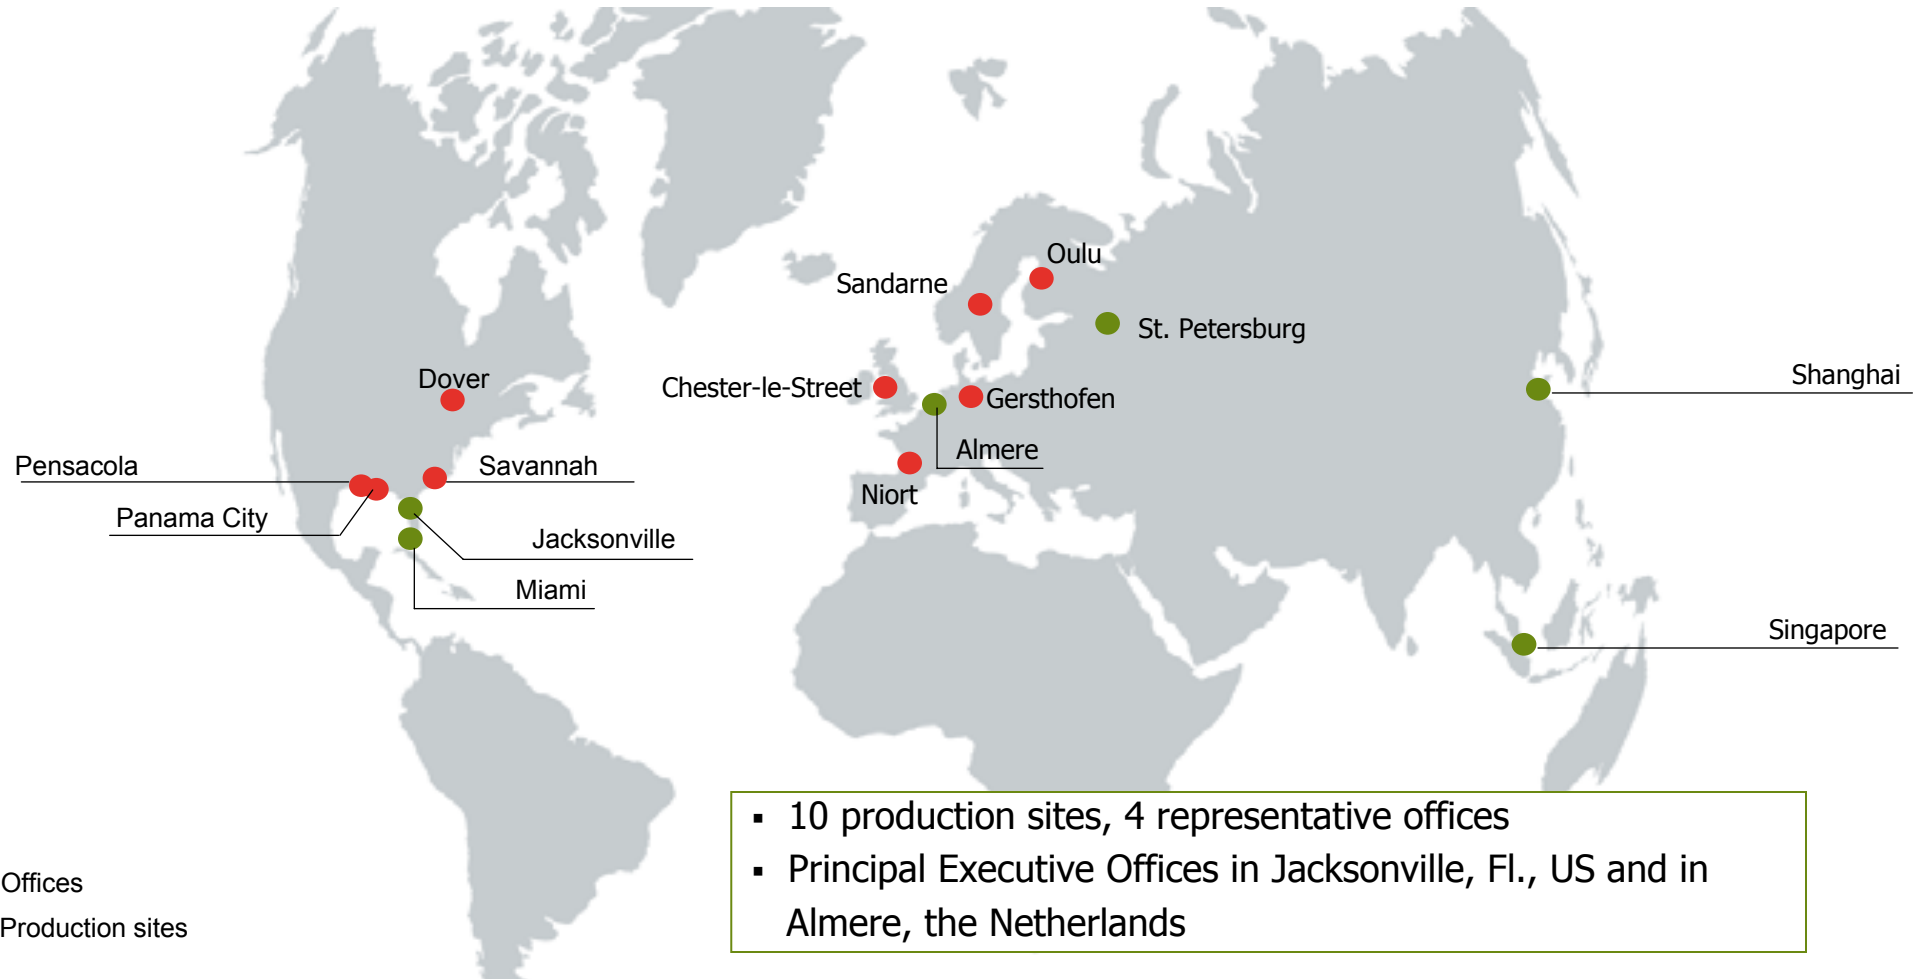 Oulu
Sandarne
St. Petersburg
Shanghai
Dover
Chester-le-Street
Gersthofen
Almere
Pensacola
Savannah
Niort
Panama City
Jacksonville
Miami
Singapore
▪ 10 production sites, 4 representative offices
▪ Principal Executive Offices in Jacksonville, Fl., US and in
Almere, the Netherlands
Offices
Production sites